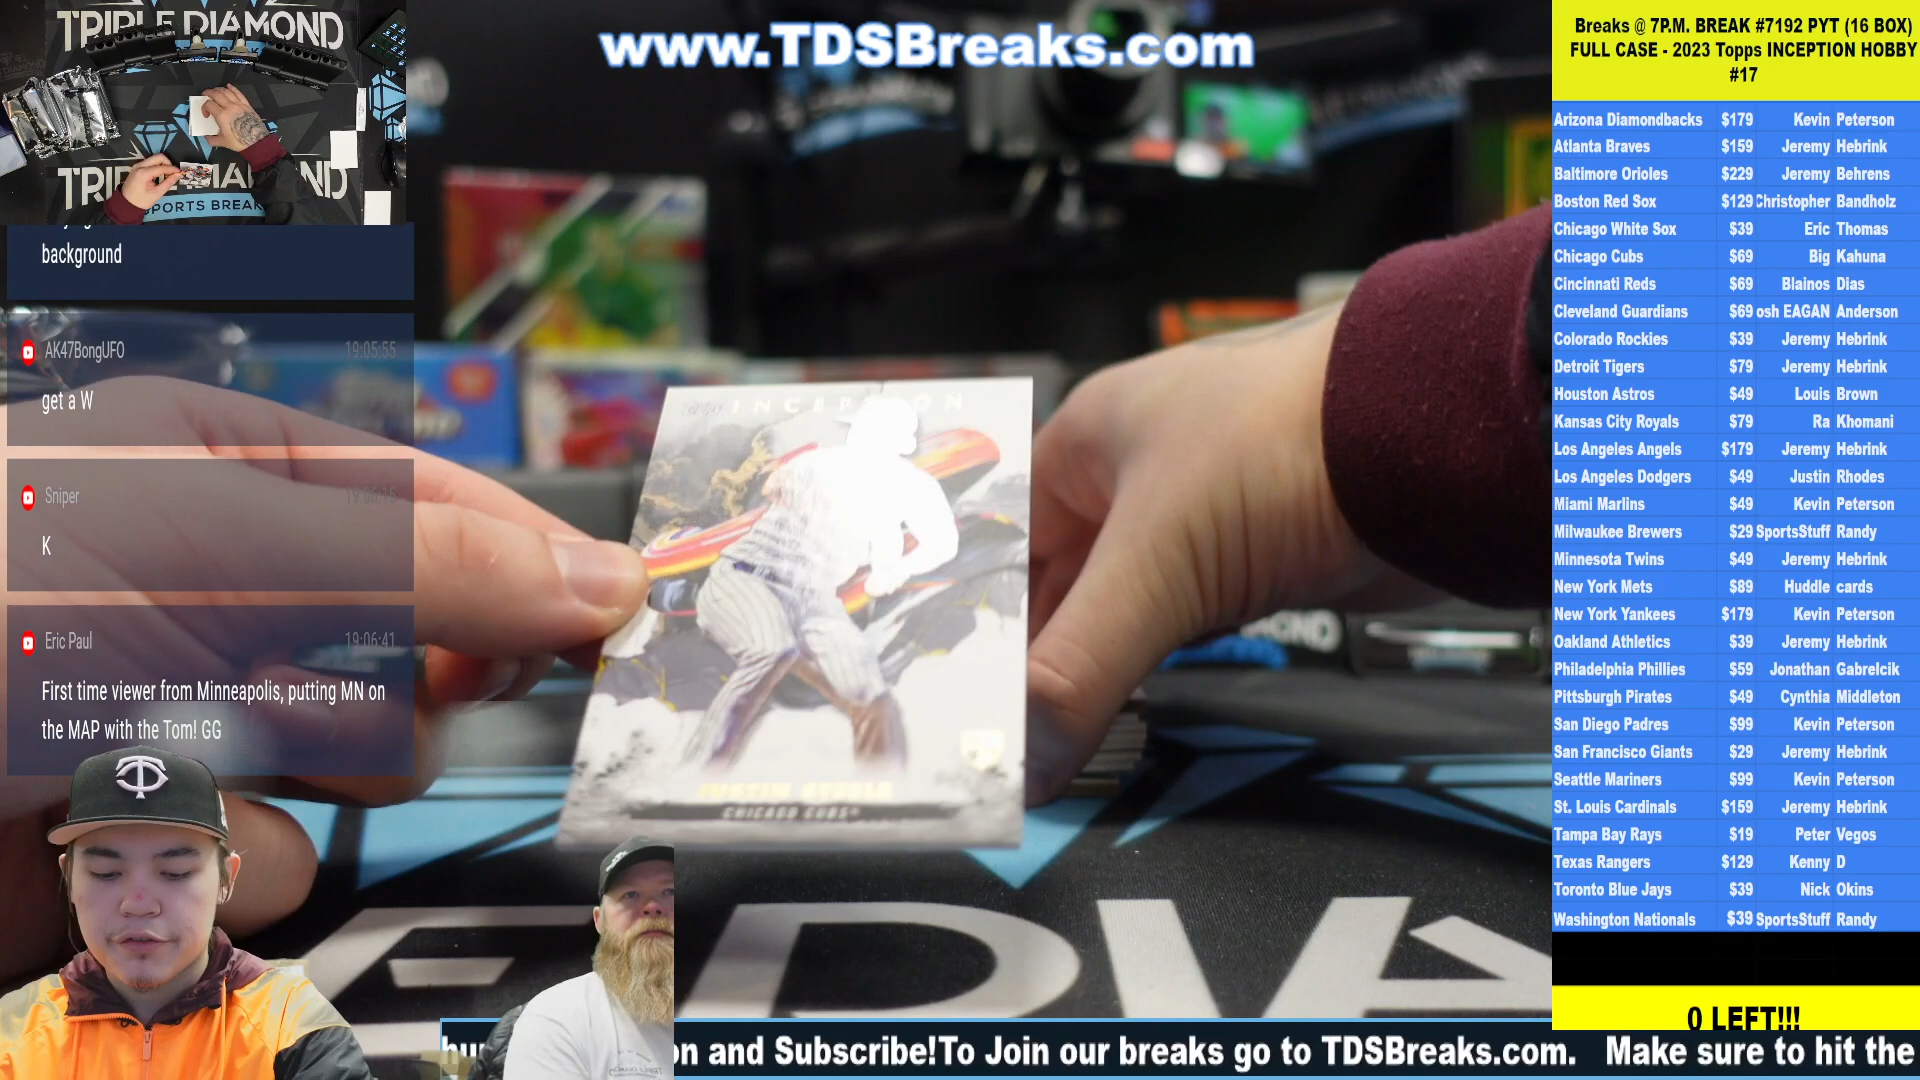 TRIPLE DIAMOND
TRIPLE DIAMOND
SPORTS BREAK
www.TDSBreaks.com
background
AK47BongUFO 19:05:55
get a W
Sniper
K
Eric Paul 19:06:41
First time viewer from Minneapolis, putting MN on
the MAP with the Tom! GG
INCEPTION
CHICAGO CUBS
on and Subscribe!To Join our breaks go to TDSBreaks.com. Make sure to hit the
Breaks @ 7P.M. BREAK #7192 PYT (16 BOX)
FULL CASE - 2023 Topps INCEPTION HOBBY
#17
Arizona Diamondbacks $179 Kevin Peterson
Atlanta Braves $159 Jeremy Hebrink
Baltimore Orioles $229 Jeremy Behrens
Boston Red Sox $129 Christopher Bandholz
Chicago White Sox $39 Eric Thomas
Chicago Cubs $69 Big Kahuna
Cincinnati Reds $69 Blainos Dias
Cleveland Guardians $69 osh EAGAN Anderson
Colorado Rockies $39 Jeremy Hebrink
Detroit Tigers $79 Jeremy Hebrink
Houston Astros $49 Louis Brown
Kansas City Royals $79 Ra Khomani
Los Angeles Angels $179 Jeremy Hebrink
Los Angeles Dodgers $49 Justin Rhodes
Miami Marlins $49 Kevin Peterson
Milwaukee Brewers $29 SportsStuff Randy
Minnesota Twins $49 Jeremy Hebrink
New York Mets $89 Huddle cards
New York Yankees $179 Kevin Peterson
Oakland Athletics $39 Jeremy Hebrink
Philadelphia Phillies $59 Jonathan Gabrelcik
Pittsburgh Pirates $49 Cynthia Middleton
San Diego Padres $99 Kevin Peterson
San Francisco Giants $29 Jeremy Hebrink
Seattle Mariners $99 Kevin Peterson
St. Louis Cardinals $159 Jeremy Hebrink
Tampa Bay Rays $19 Peter Vegos
Texas Rangers $129 Kenny D
Toronto Blue Jays $39 Nick Okins
Washington Nationals $39 SportsStuff Randy
0 LEFT!!!